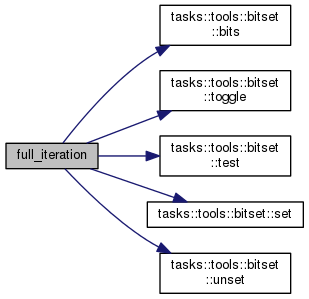 tasks::tools::bitset
::bits
tasks::tools::bitset
::toggle
full_iteration
tasks::tools::bitset
::test
tasks::tools::bitset::set
tasks::tools::bitset
::unset